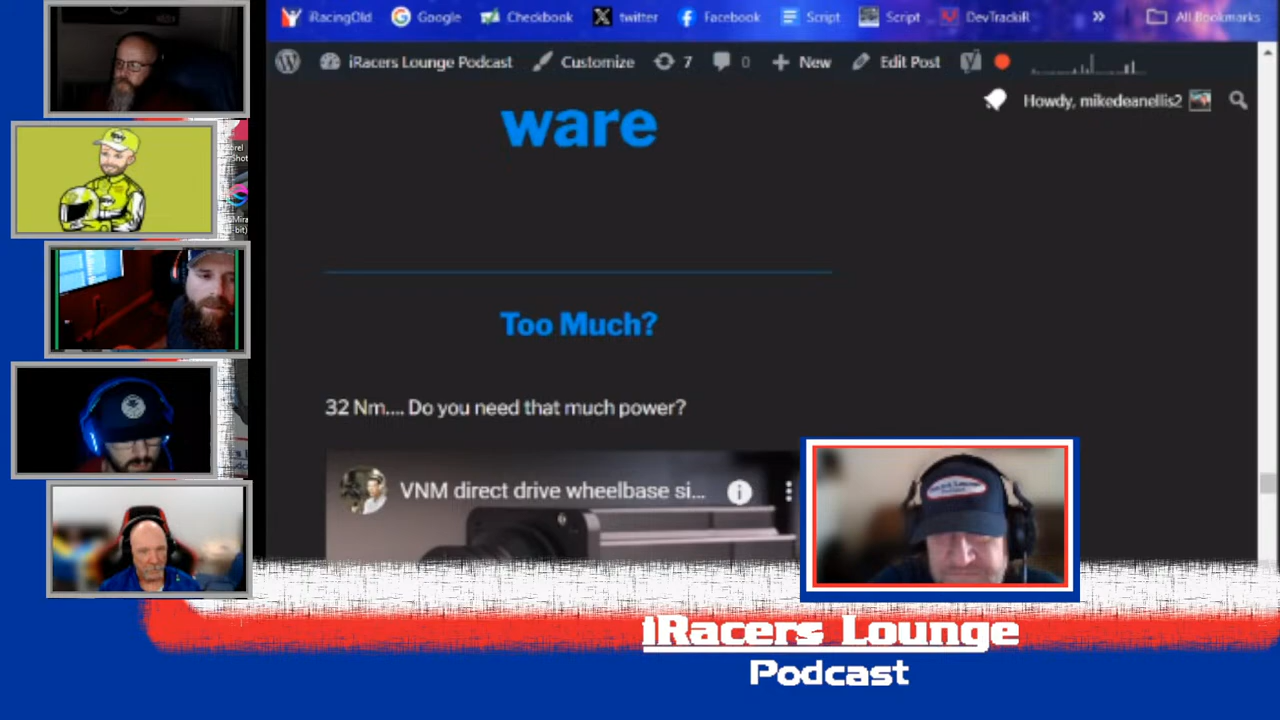 iRacingOld Google Checkbook twitter Facebook Script Script DevTrackiR » All Bookmarks
iRacers Lounge Podcast Customize 7 0 New Edit Post
Howdy, mikedeanellis2
ware
Too Much?
32 Nm.... Do you need that much power?
VNM direct drive wheelbase si...
iRacers Lounge
Podcast